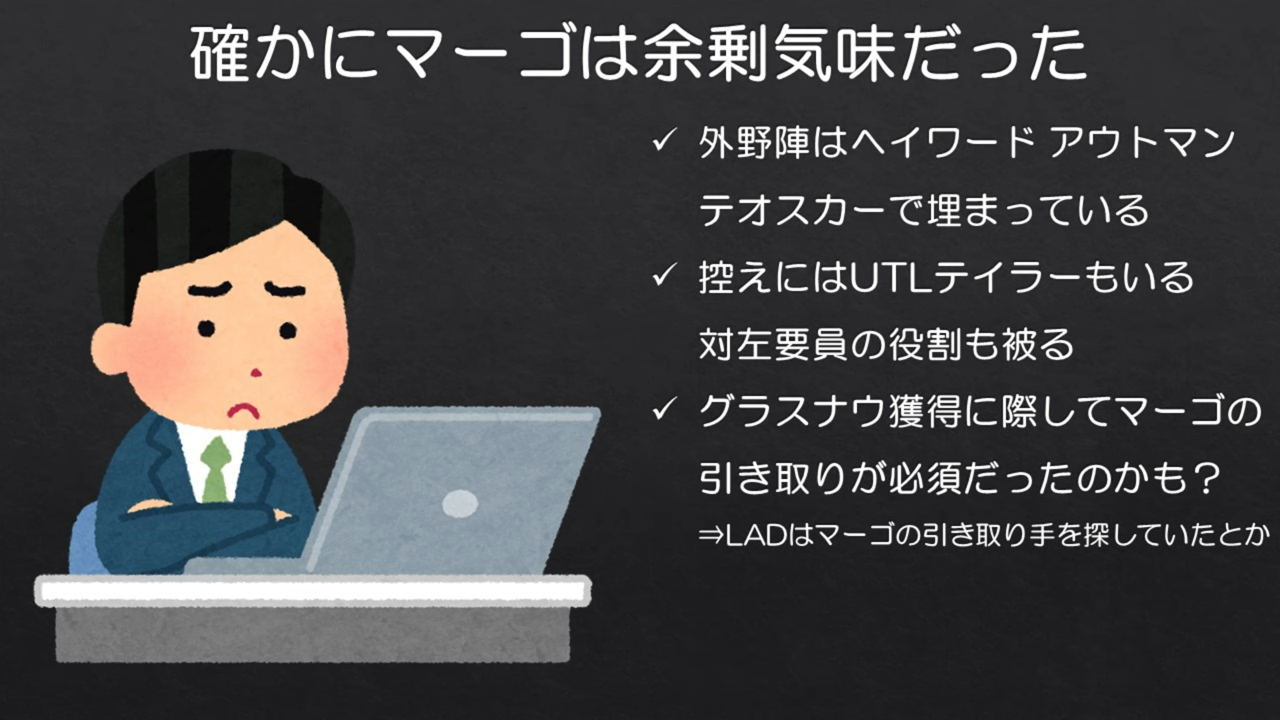 確かにマーゴは余剰気味だった
✓ 外野陣はヘイワード アウトマン
テオスカーで埋まっている
✓ 控えにはUTLテイラーもいる
対左要員の役割も被る
✓ グラスナウ獲得に際してマーゴの
引き取りが必須だったのかも？
⇒LADはマーゴの引き取り手を探していたとか